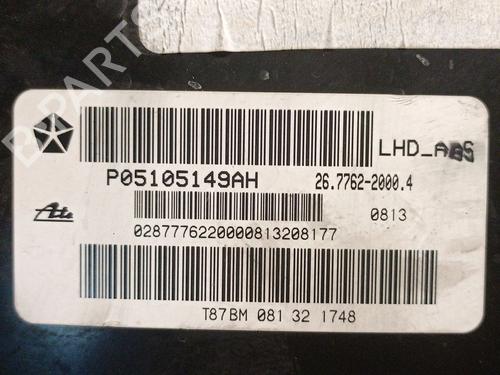 LHD_ABS
P05105149AH 26.7762-2000.4
Ate 0813
0287776220000813208177
T87BM 081 32 1748